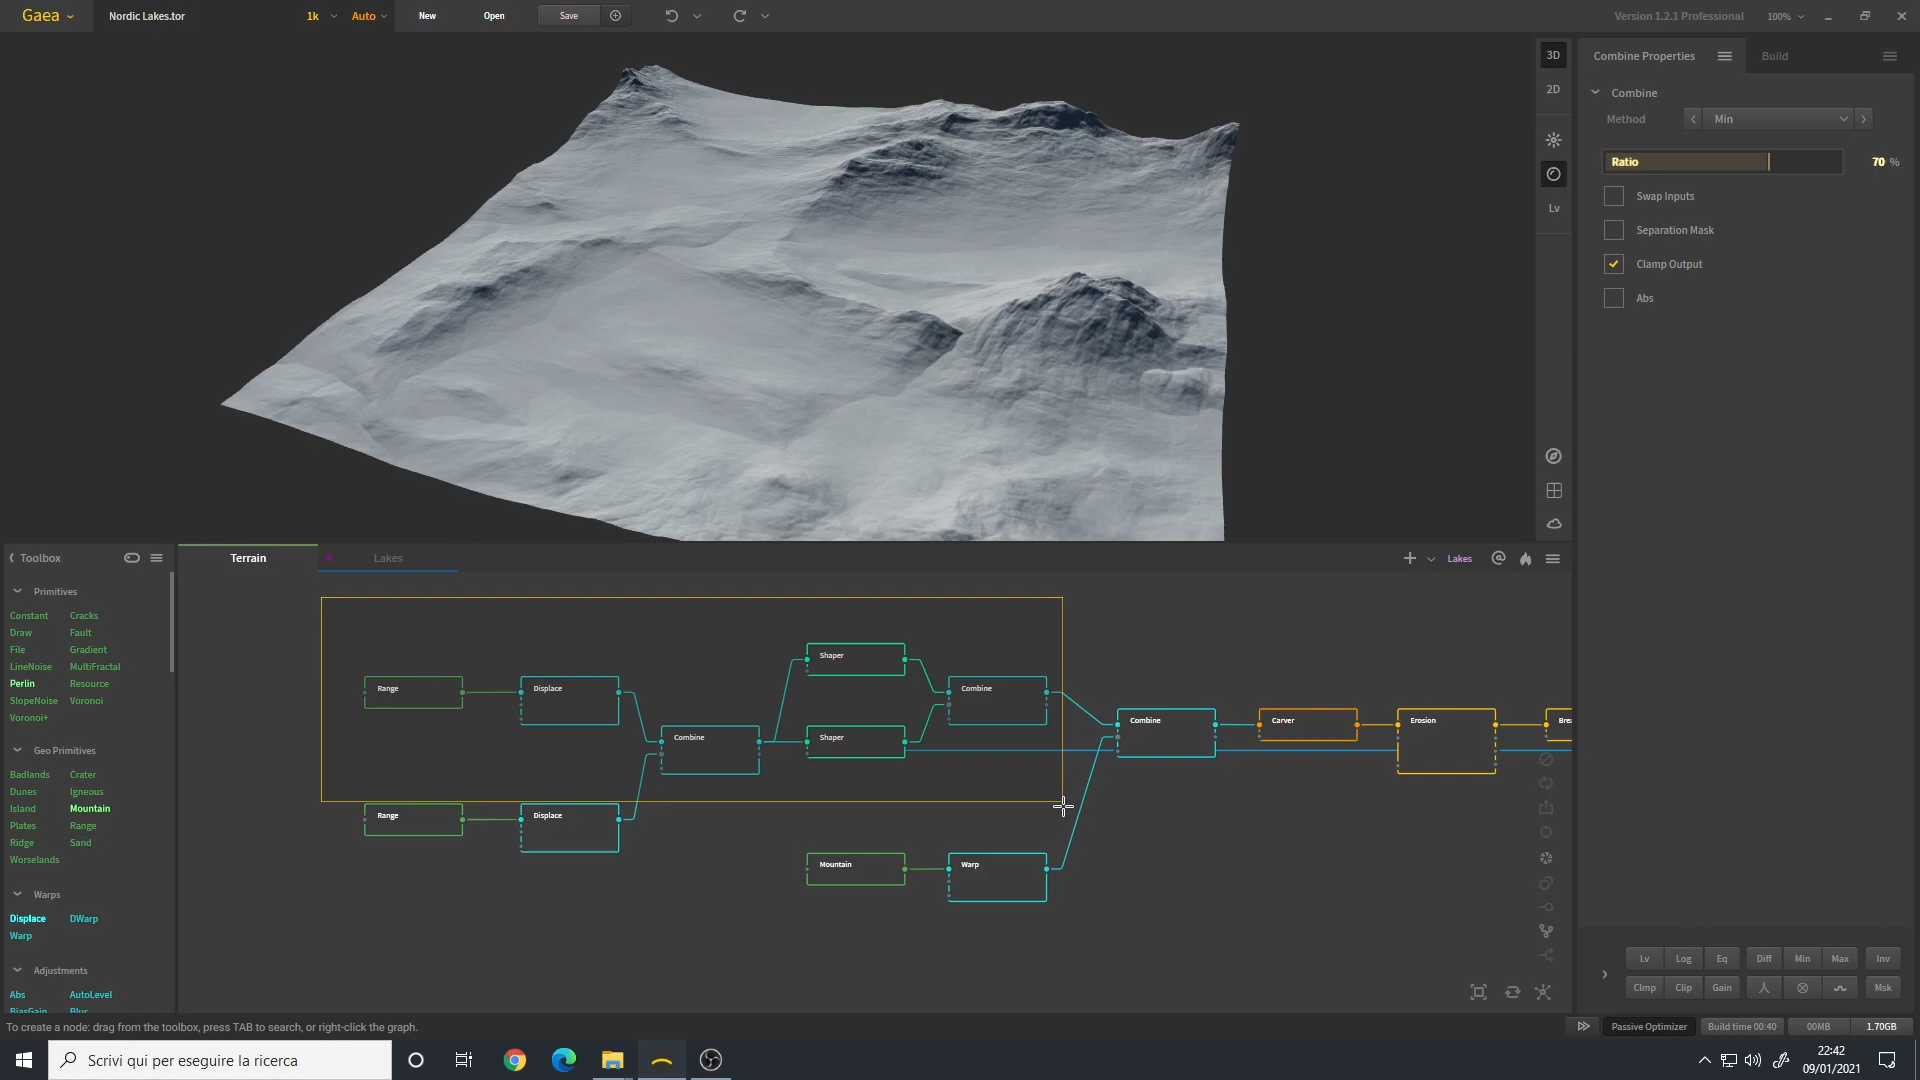 Gaea
Nordic Lakes.tor
1k
Auto
New
Open
Save
Version 1.2.1 Professional
100%
3D
2D
Lv
Combine Properties
Build
Combine
Method
Min
Ratio
70 %
Swap Inputs
Separation Mask
Clamp Output
Abs
Toolbox
Terrain
Lakes
Lakes
Primitives
Constant Cracks
Draw Fault
File Gradient
LineNoise MultiFractal
Perlin Resource
SlopeNoise Voronoi
Voronoi+
Geo Primitives
Badlands Crater
Dunes Igneous
Island Mountain
Plates Range
Ridge Sand
Worselands
Warps
Displace DWarp
Warp
Adjustments
Abs AutoLevel
BiasGain Blur
Shaper
Range
Displace
Combine
Combine
Shaper
Combine
Carver
Erosion
Brea
Range
Displace
Mountain
Warp
Lv Log Eq Diff Min Max Inv
Clmp Clip Gain Msk
To create a node: drag from the toolbox, press TAB to search, or right-click the graph.
Passive Optimizer
Build time 00:40
00MB
1.70GB
Scrivi qui per eseguire la ricerca
22:42
09/01/2021